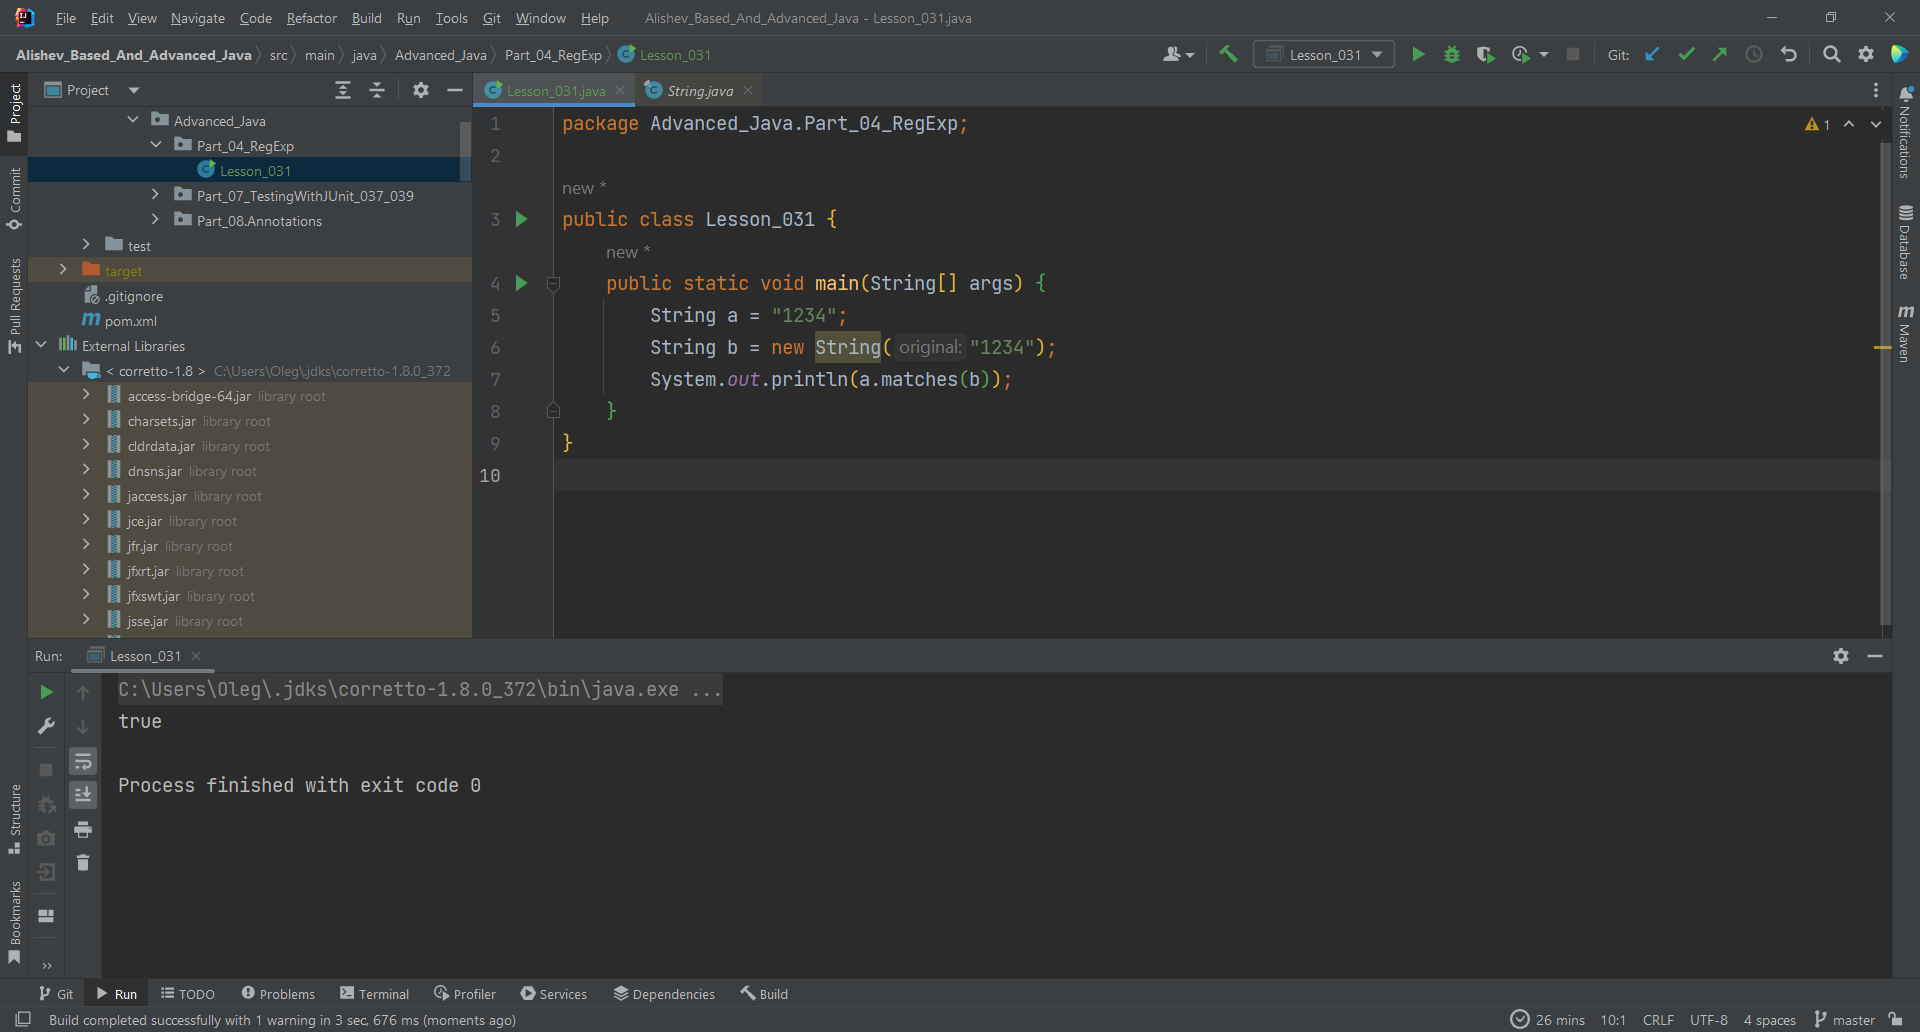 File Edit View Navigate Code Refactor Build Run Tools Git Window Help Alishev_Based_And_Advanced_Java - Lesson_031.java
Alishev_Based_And_Advanced_Java src main java Advanced_Java Part_04_RegExp Lesson_031 Lesson_031 Git:
Project
Lesson_031.java String.java
Project
Commit
Pull Requests
Structure
Bookmarks
Advanced_Java
Part_04_RegExp
Lesson_031
Part_07_TestingWithJUnit_037_039
Part_08.Annotations
test
target
.gitignore
pom.xml
External Libraries
< corretto-1.8 > C:\Users\Oleg\.jdks\corretto-1.8.0_372
access-bridge-64.jar library root
charsets.jar library root
cldrdata.jar library root
dnsns.jar library root
jaccess.jar library root
jce.jar library root
jfr.jar library root
jfxrt.jar library root
jfxswt.jar library root
jsse.jar library root
1 package Advanced_Java.Part_04_RegExp;
2
new *
3 public class Lesson_031 {
new *
4 public static void main(String[] args) {
5 String a = "1234";
6 String b = new String( original: "1234");
7 System.out.println(a.matches(b));
8 }
9 }
10
1
Notifications
Database
Maven
Run: Lesson_031
C:\Users\Oleg\.jdks\corretto-1.8.0_372\bin\java.exe ...
true
Process finished with exit code 0
Git Run TODO Problems Terminal Profiler Services Dependencies Build
Build completed successfully with 1 warning in 3 sec, 676 ms (moments ago) 26 mins 10:1 CRLF UTF-8 4 spaces master